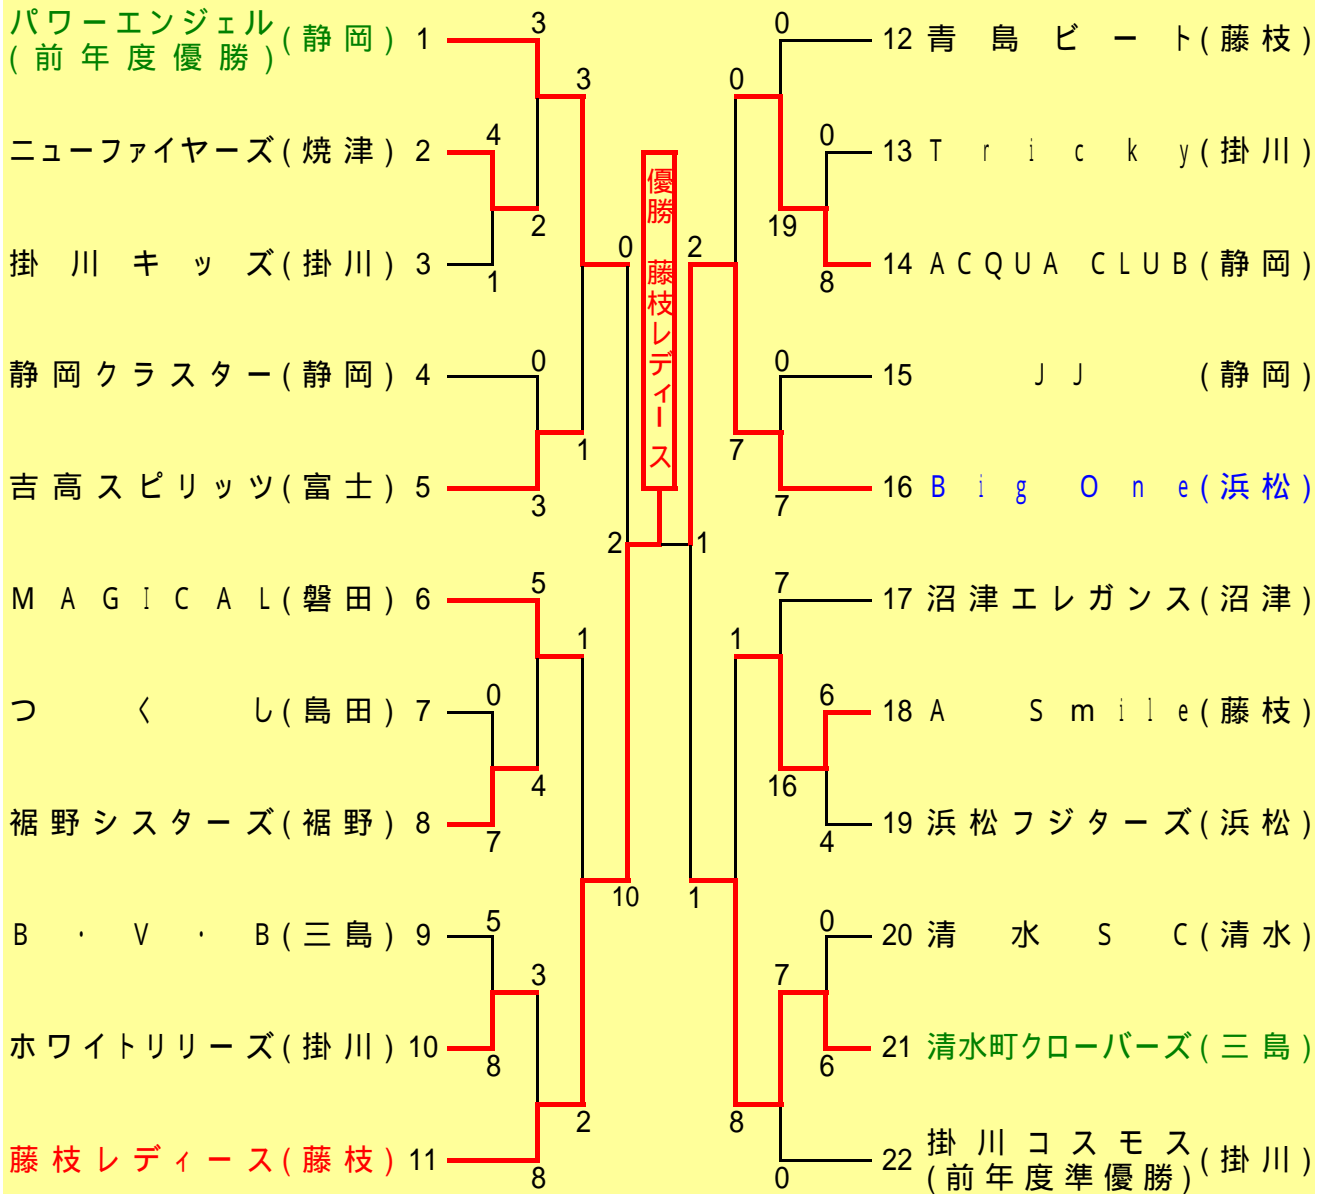 パワーエンジェル
(前年度優勝)(静岡) 1
3
3
ニューファイヤーズ(焼津) 2
4
2
掛川キッズ(掛川) 3
1
静岡クラスター(静岡) 4
0
1
吉高スピリッツ(富士) 5
3
MAGICAL(磐田) 6
5
1
つくし(島田) 7
0
4
裾野シスターズ(裾野) 8
7
B・V・B(三島) 9
5
3
ホワイトリリーズ(掛川) 10
8
2
藤枝レディース(藤枝) 11
8
0
10
2
優勝 藤枝レディース
1
2
1
0
12 青島ビート(藤枝)
0
0
13 Tricky(掛川)
19
8
14 ACQUA CLUB(静岡)
0
15 JJ (静岡)
7
7
16 Big One(浜松)
7
17 沼津エレガンス(沼津)
1
6
18 A Smile(藤枝)
16
4
19 浜松フジターズ(浜松)
0
20 清水SC(清水)
7
6
21 清水町クローバーズ(三島)
8
0
22 掛川コスモス
(前年度準優勝)(掛川)